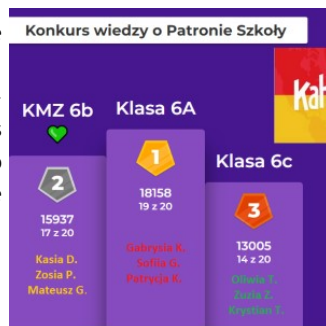 Konkurs wiedzy o Patronie Szkoły
Kah
KMZ 6b
Klasa 6A
Klasa 6c
1
18158
19 z 20
Gabrysia K.
Sofiia G.
Patrycja K.
2
15937
17 z 20
Kasia D.
Zosia P.
Mateusz G.
3
13005
14 z 20
Oliwia T.
Zuzia Z.
Krystian T.